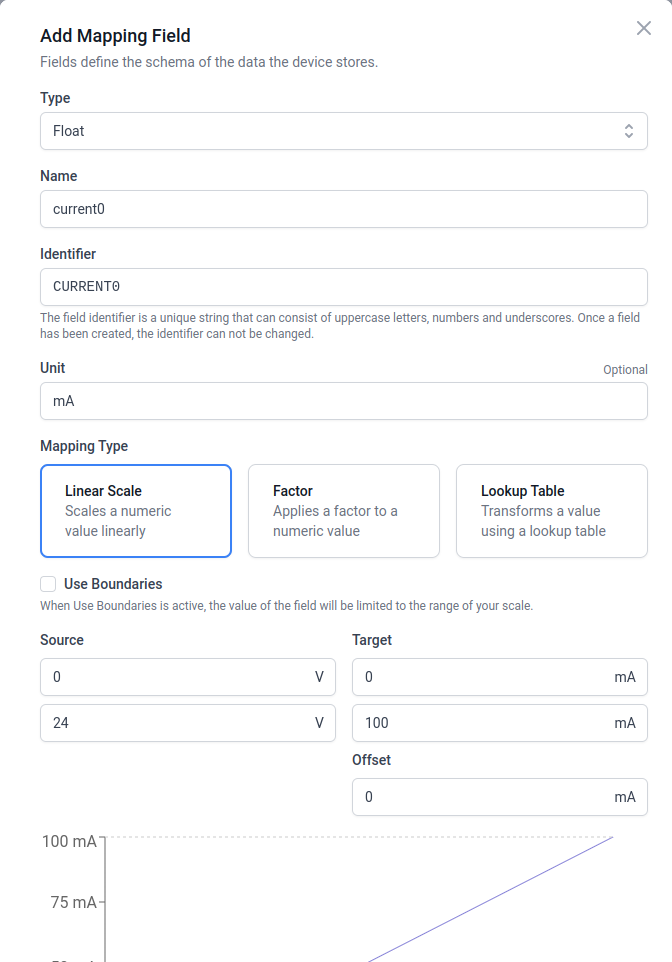 Add Mapping Field
Fields define the schema of the data the device stores.
Type
Float
Name
current0
Identifier
CURRENT0
The field identifier is a unique string that can consist of uppercase letters, numbers and underscores. Once a field
has been created, the identifier can not be changed.
Unit Optional
mA
Mapping Type
Linear Scale
Scales a numeric
value linearly
Factor
Applies a factor to a
numeric value
Lookup Table
Transforms a value
using a lookup table
Use Boundaries
When Use Boundaries is active, the value of the field will be limited to the range of your scale.
Source Target
0 V 0 mA
24 V 100 mA
Offset
0 mA
100 mA
75 mA